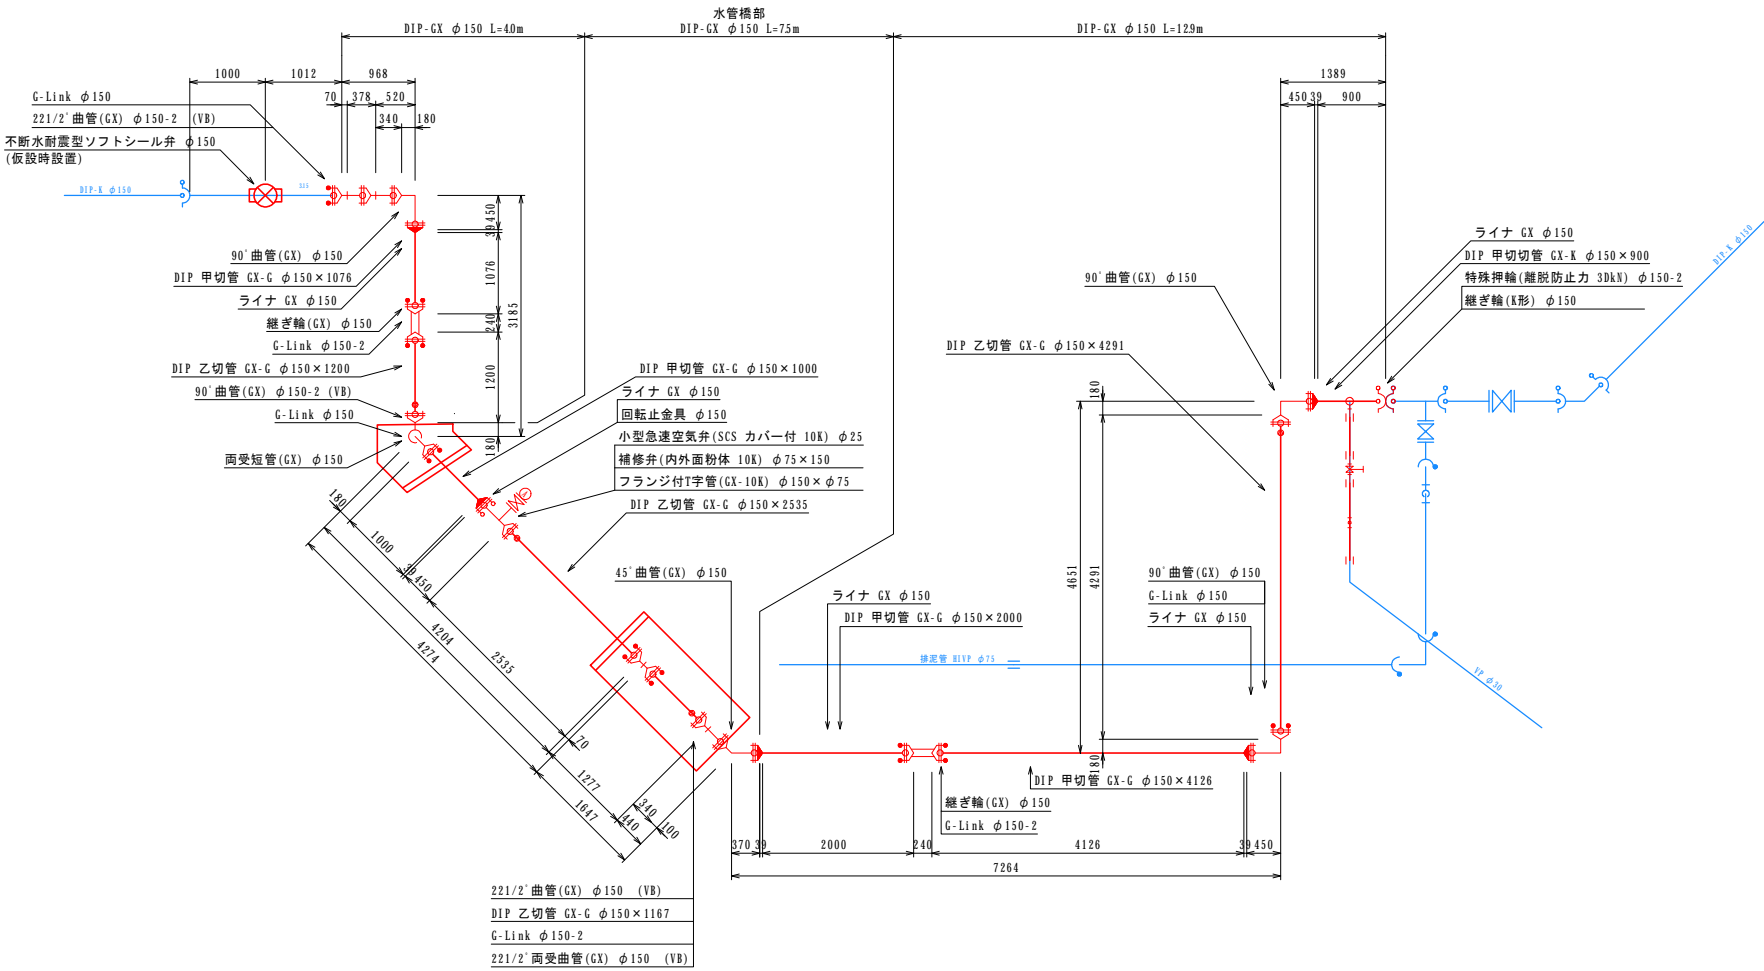 水管橋部
DIP-GX φ150 L=4.0m
DIP-GX φ150 L=7.5m
DIP-GX φ150 L=12.9m
1000
1012
968
70
378
520
340
180
1389
450
39
900
G-Link φ150
221/2ﾟ曲管(GX) φ150-2 (VB)
不断水耐震型ソフトシール弁 φ150
(仮設時設置)
DIP-K φ150
450
39
1076
240
1200
180
3185
90ﾟ曲管(GX) φ150
DIP 甲切管 GX-G φ150×1076
ライナ GX φ150
継ぎ輪(GX) φ150
G-Link φ150-2
DIP 乙切管 GX-G φ150×1200
90ﾟ曲管(GX) φ150-2 (VB)
G-Link φ150
両受短管(GX) φ150
DIP 甲切管 GX-G φ150×1000
ライナ GX φ150
回転止金具 φ150
小型急速空気弁(SCS カバー付 10K) φ25
補修弁(内外面粉体 10K) φ75×150
フランジ付T字管(GX-10K) φ150×φ75
DIP 乙切管 GX-G φ150×2535
180
1000
39
450
2535
4204
4274
70
1277
1647
340
440
100
45ﾟ曲管(GX) φ150
ライナ GX φ150
DIP 甲切管 GX-G φ150×2000
90ﾟ曲管(GX) φ150
DIP 乙切管 GX-G φ150×4291
ライナ GX φ150
DIP 甲切切管 GX-K φ150×900
特殊押輪(離脱防止力 3DkN) φ150-2
継ぎ輪(K形) φ150
DIP-K φ150
180
4651
4291
180
90ﾟ曲管(GX) φ150
G-Link φ150
ライナ GX φ150
排泥管 HIVP φ75
VP φ30
DIP 甲切管 GX-G φ150×4126
継ぎ輪(GX) φ150
G-Link φ150-2
370
39
2000
240
4126
39
450
7264
221/2ﾟ曲管(GX) φ150 (VB)
DIP 乙切管 GX-G φ150×1167
G-Link φ150-2
221/2ﾟ両受曲管(GX) φ150 (VB)